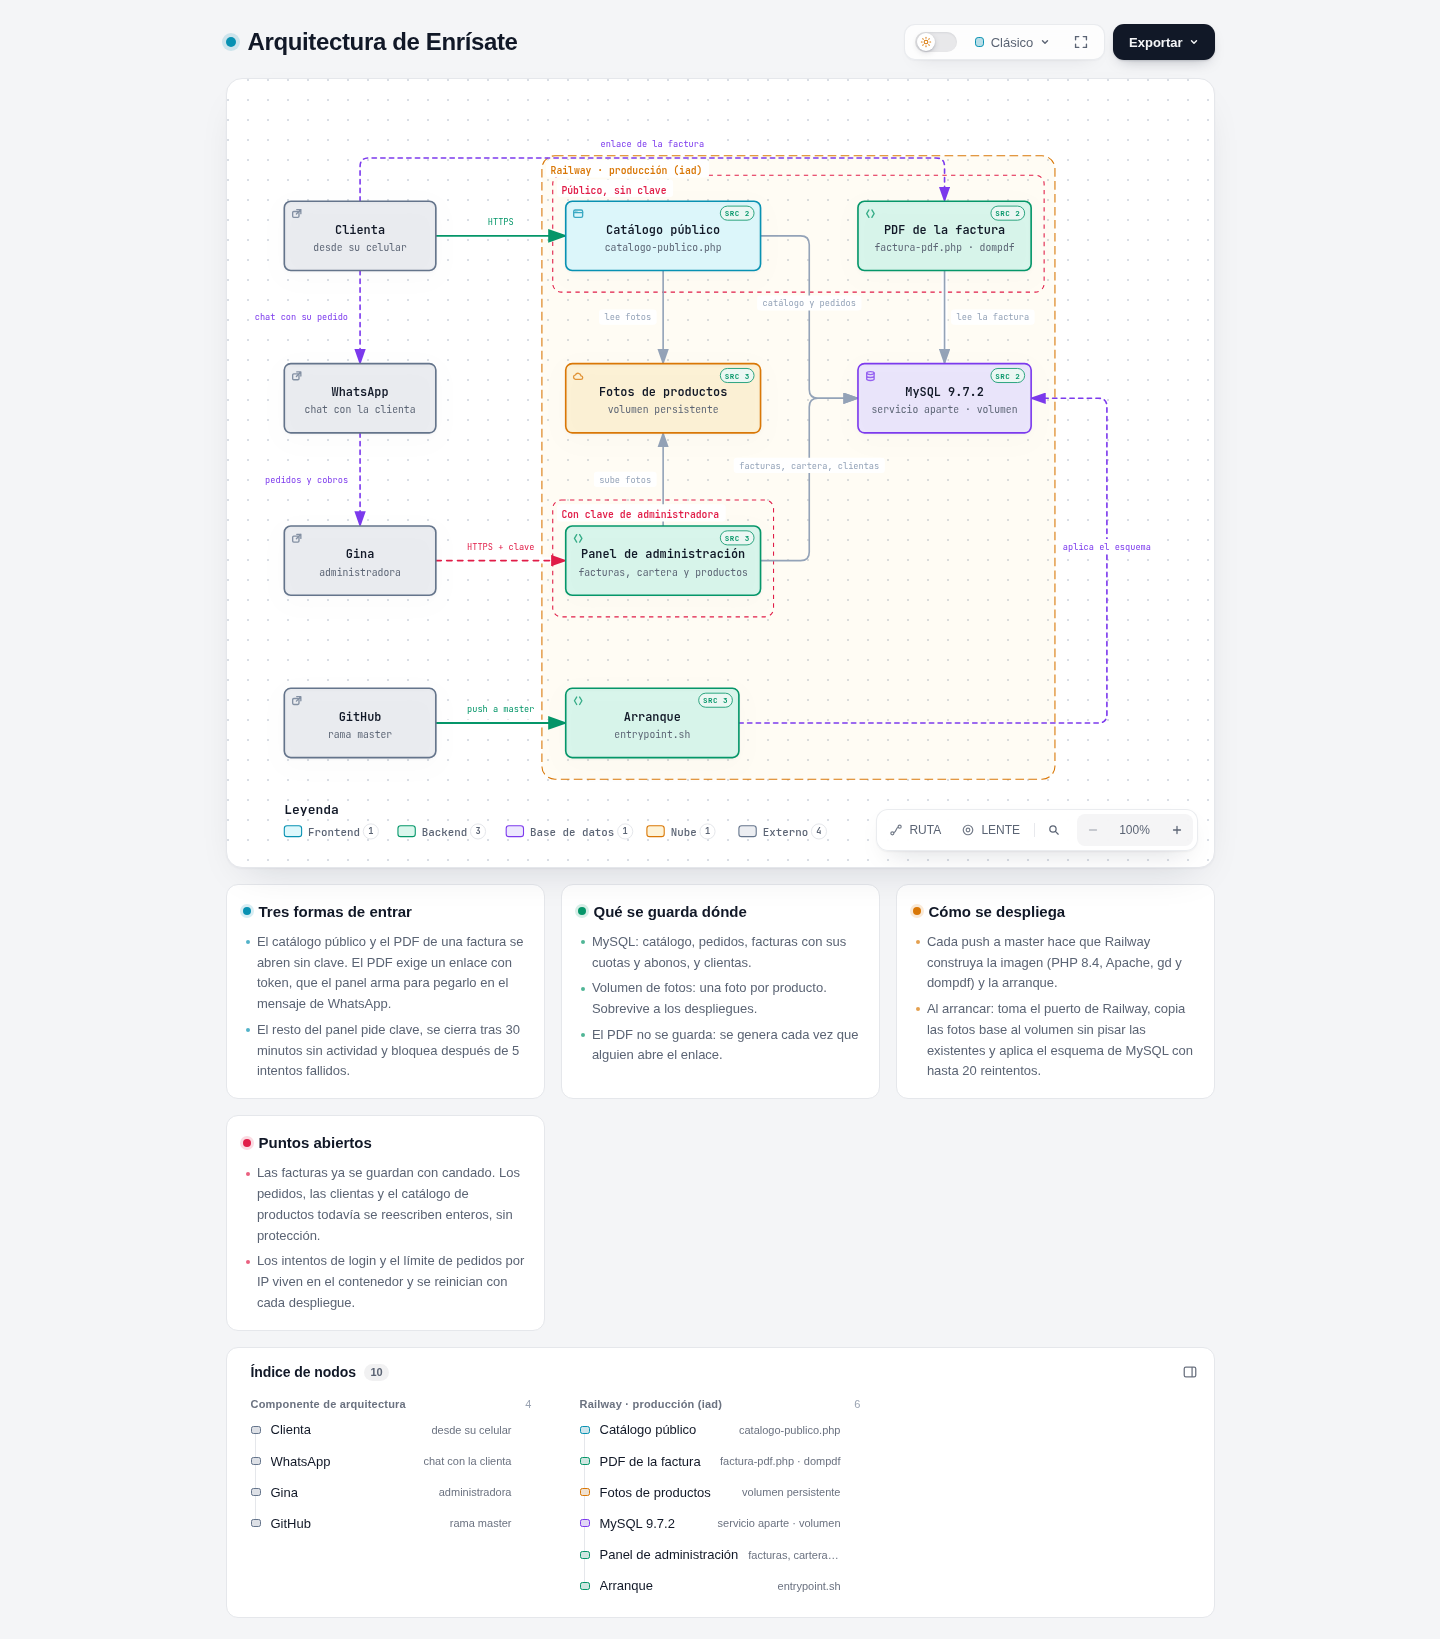 Arquitectura de Enrísate
Clásico
Exportar
enlace de la factura
Railway · producción (iad)
Público, sin clave
Clienta
desde su celular
HTTPS
SRC 2
Catálogo público
catalogo-publico.php
SRC 2
PDF de la factura
factura-pdf.php · dompdf
chat con su pedido
lee fotos
catálogo y pedidos
lee la factura
WhatsApp
chat con la clienta
SRC 3
Fotos de productos
volumen persistente
SRC 2
MySQL 9.7.2
servicio aparte · volumen
pedidos y cobros
sube fotos
facturas, cartera, clientas
Con clave de administradora
Gina
administradora
HTTPS + clave
SRC 3
Panel de administración
facturas, cartera y productos
aplica el esquema
GitHub
rama master
push a master
SRC 3
Arranque
entrypoint.sh
Leyenda
Frontend 1
Backend 3
Base de datos 1
Nube 1
Externo 4
RUTA
LENTE
− 100% +
Tres formas de entrar
El catálogo público y el PDF de una factura se
abren sin clave. El PDF exige un enlace con
token, que el panel arma para pegarlo en el
mensaje de WhatsApp.
El resto del panel pide clave, se cierra tras 30
minutos sin actividad y bloquea después de 5
intentos fallidos.
Qué se guarda dónde
MySQL: catálogo, pedidos, facturas con sus
cuotas y abonos, y clientas.
Volumen de fotos: una foto por producto.
Sobrevive a los despliegues.
El PDF no se guarda: se genera cada vez que
alguien abre el enlace.
Cómo se despliega
Cada push a master hace que Railway
construya la imagen (PHP 8.4, Apache, gd y
dompdf) y la arranque.
Al arrancar: toma el puerto de Railway, copia
las fotos base al volumen sin pisar las
existentes y aplica el esquema de MySQL con
hasta 20 reintentos.
Puntos abiertos
Las facturas ya se guardan con candado. Los
pedidos, las clientas y el catálogo de
productos todavía se reescriben enteros, sin
protección.
Los intentos de login y el límite de pedidos por
IP viven en el contenedor y se reinician con
cada despliegue.
Índice de nodos 10
Componente de arquitectura 4
Clienta desde su celular
WhatsApp chat con la clienta
Gina administradora
GitHub rama master
Railway · producción (iad) 6
Catálogo público catalogo-publico.php
PDF de la factura factura-pdf.php · dompdf
Fotos de productos volumen persistente
MySQL 9.7.2 servicio aparte · volumen
Panel de administración facturas, cartera…
Arranque entrypoint.sh